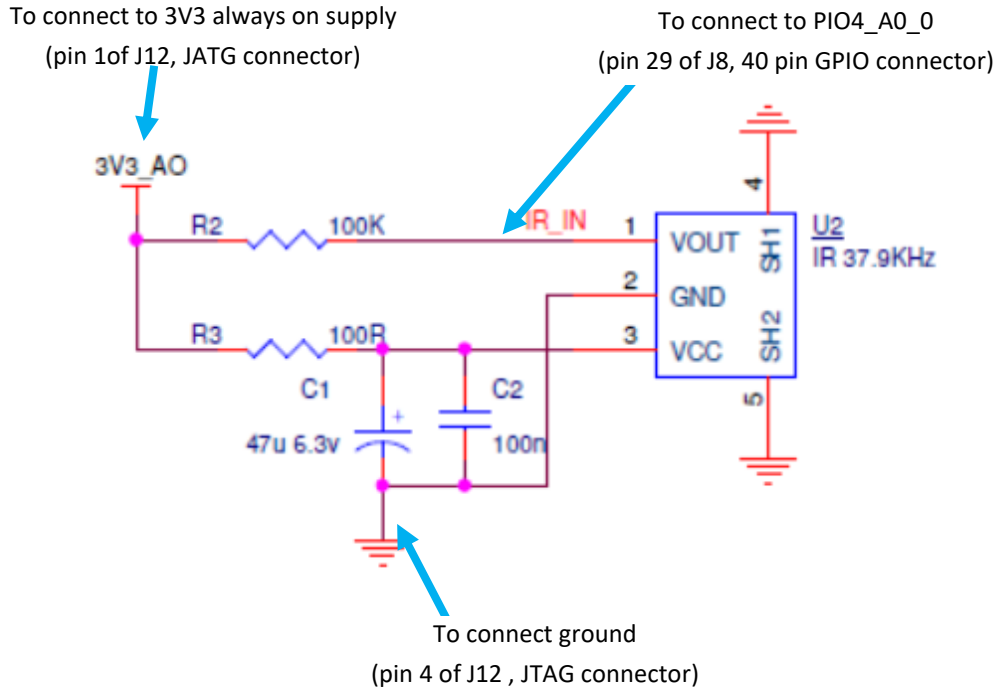 To connect to 3V3 always on supply
(pin 1of J12, JATG connector)
To connect to PIO4_A0_0
(pin 29 of J8, 40 pin GPIO connector)
3V3_AO
R2
100K
IR_IN
1
VOUT
2
GND
R3
100R
3
VCC
4
SH1
SH2
5
U2
IR 37.9KHz
C1
+
47u 6.3v
C2
100n
To connect ground
(pin 4 of J12 , JTAG connector)